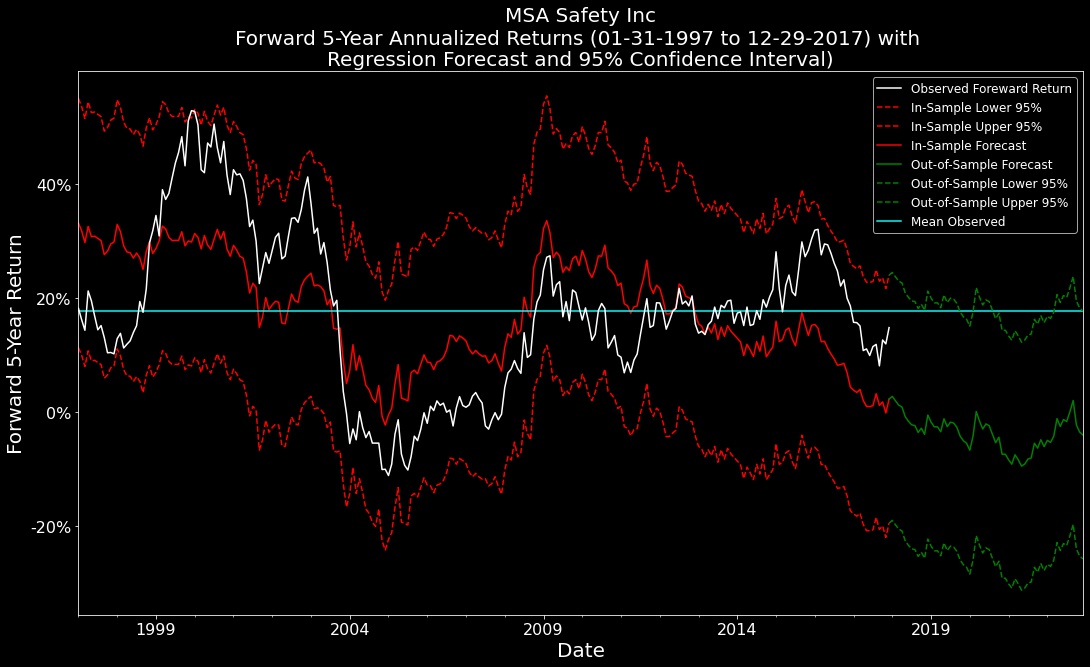 MSA Safety Inc
Forward 5-Year Annualized Returns (01-31-1997 to 12-29-2017) with
Regression Forecast and 95% Confidence Interval)
Observed Foreward Return
In-Sample Lower 95%
In-Sample Upper 95%
In-Sample Forecast
Out-of-Sample Forecast
Out-of-Sample Lower 95%
Out-of-Sample Upper 95%
Mean Observed
Forward 5-Year Return
40%
20%
0%
-20%
1999 2004 2009 2014 2019
Date